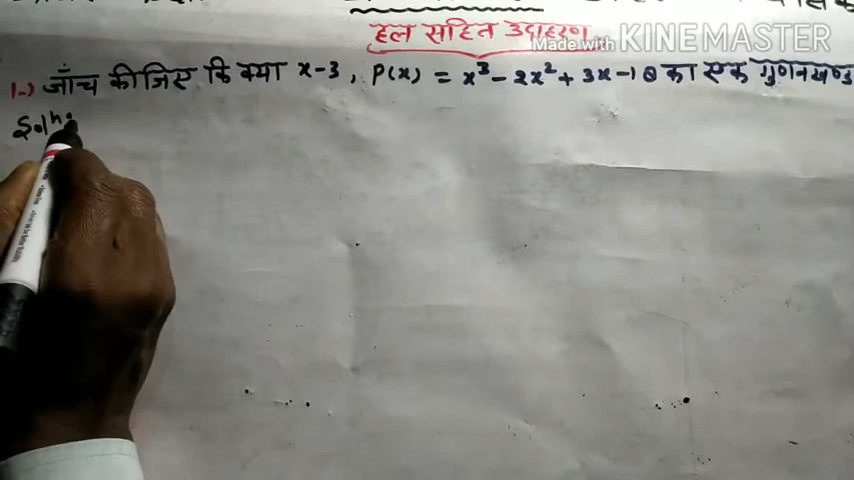 हल सहित उदाहरण
Made with KINEMASTER
1-) जाँच कीजिए कि क्या x-3, P(x) = x³ - 2x² + 3x - 18 का एक गुणनखण्ड
Solⁿ: